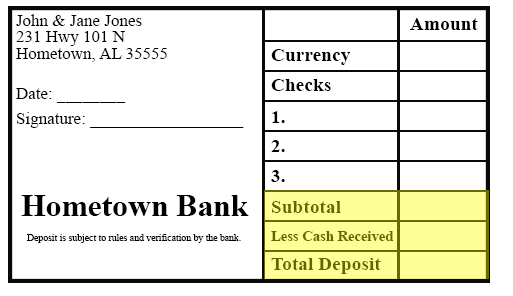 John & Jane Jones
231 Hwy 101 N
Hometown, AL 35555
Date: ________
Signature: __________________
Hometown Bank
Deposit is subject to rules and verification by the bank.
Amount
Currency
Checks
1.
2.
3.
Subtotal
Less Cash Received
Total Deposit